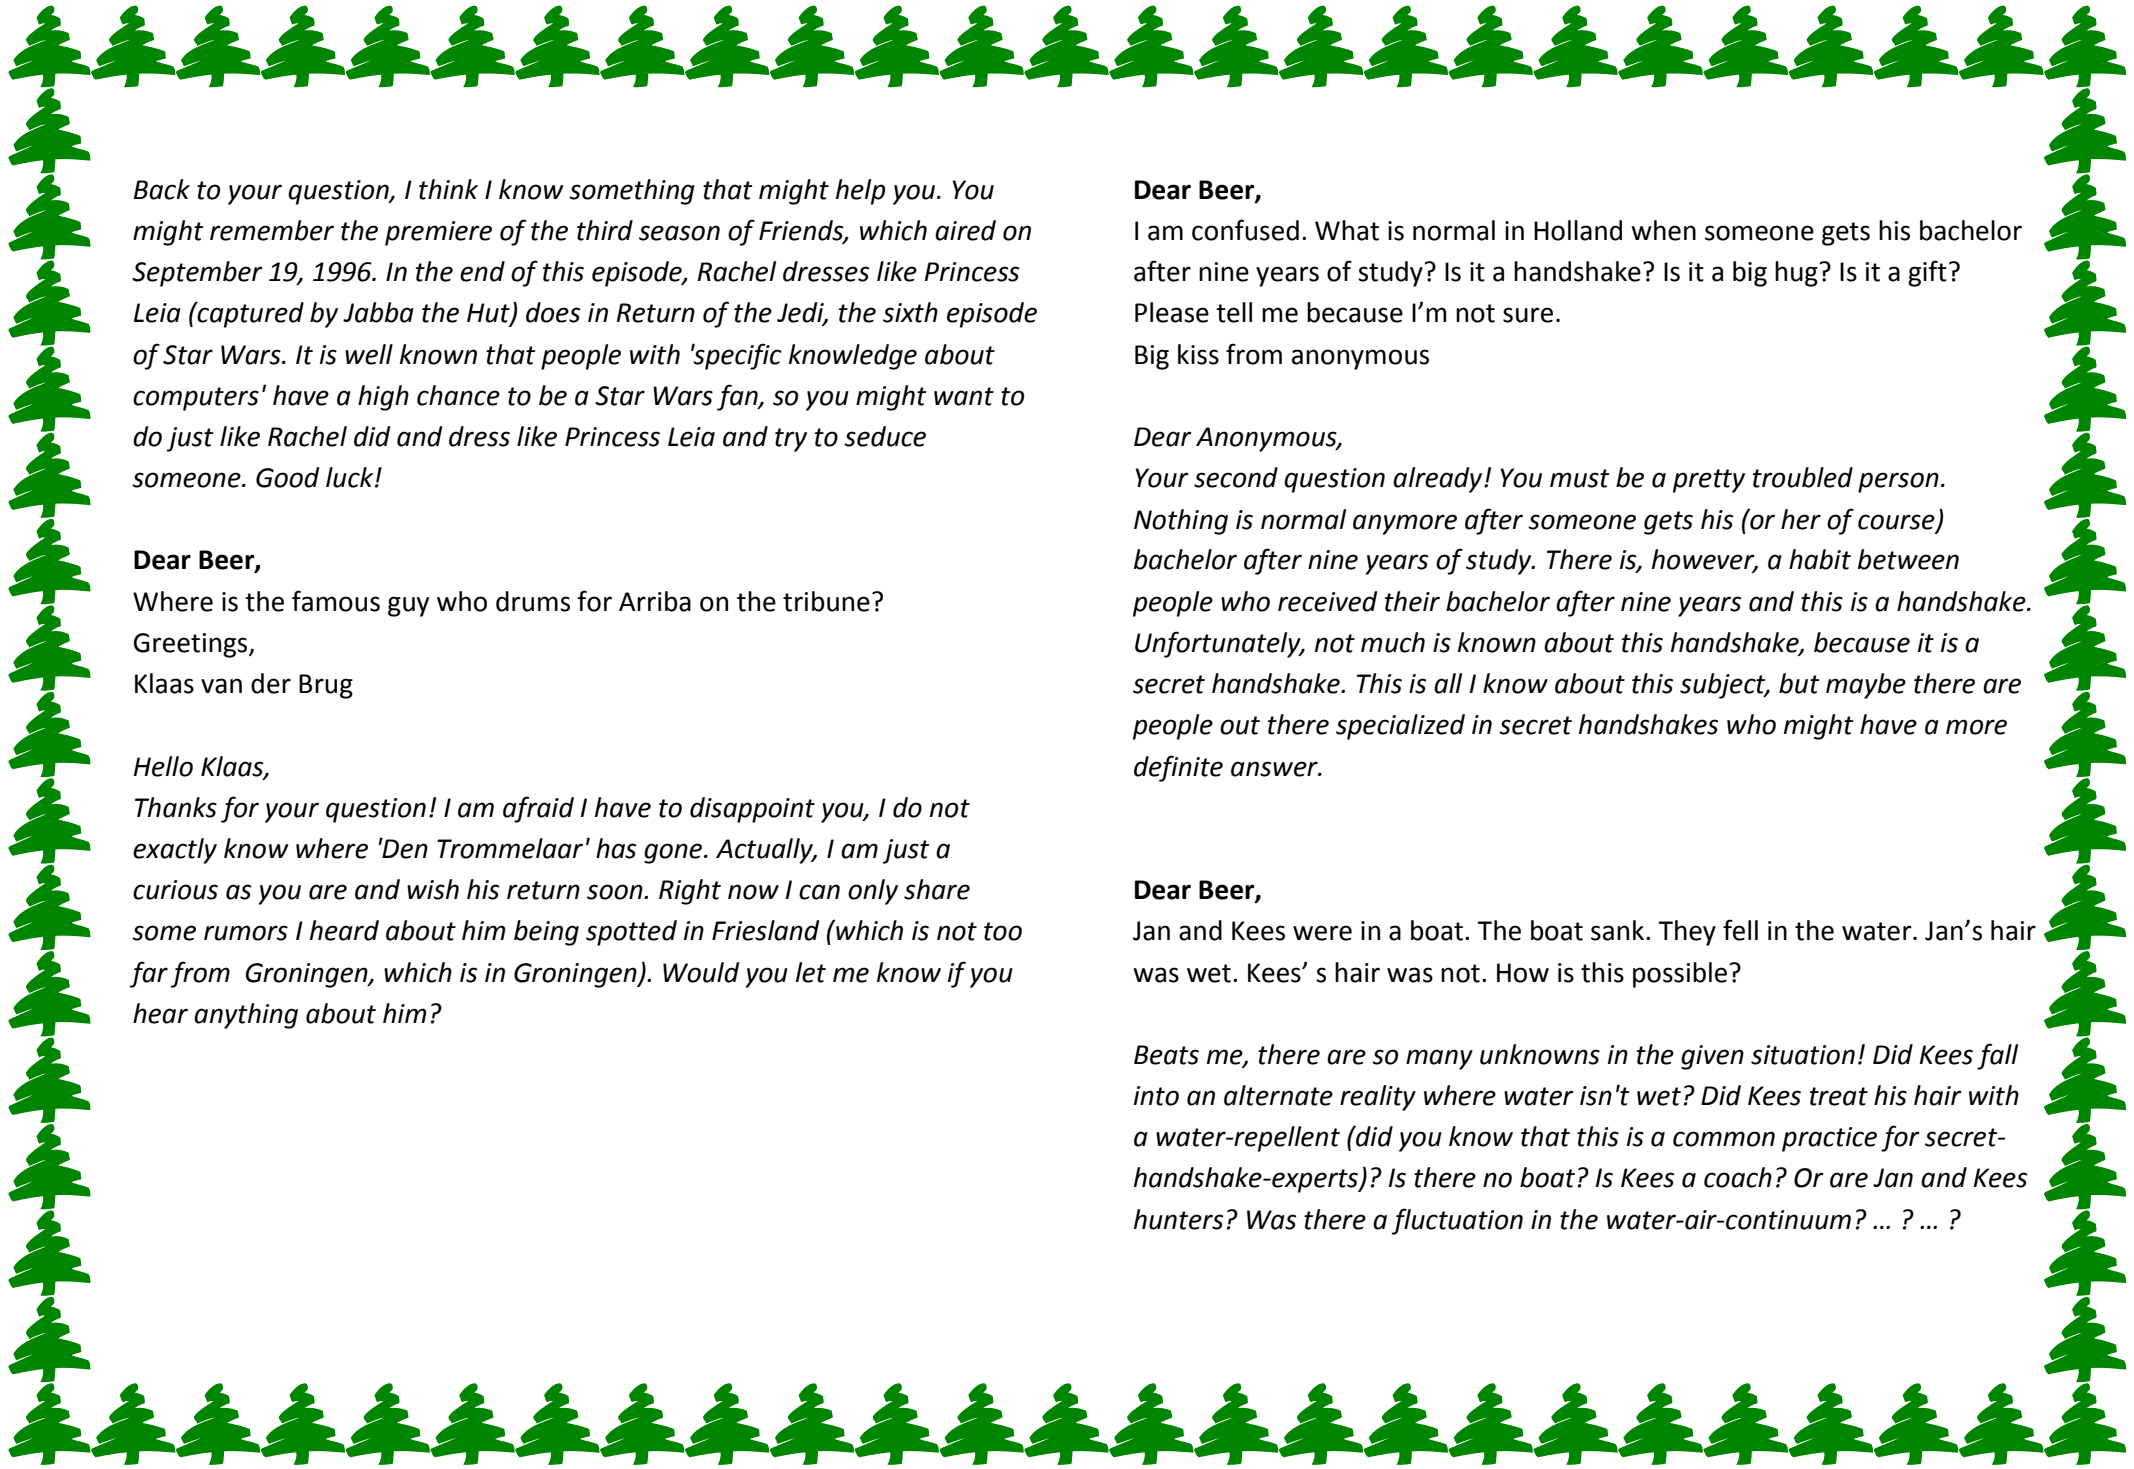 Back to your question, I think I know something that might help you. You
might remember the premiere of the third season of Friends, which aired on
September 19, 1996. In the end of this episode, Rachel dresses like Princess
Leia (captured by Jabba the Hut) does in Return of the Jedi, the sixth episode
of Star Wars. It is well known that people with 'specific knowledge about
computers' have a high chance to be a Star Wars fan, so you might want to
do just like Rachel did and dress like Princess Leia and try to seduce
someone. Good luck!
Dear Beer,
Where is the famous guy who drums for Arriba on the tribune?
Greetings,
Klaas van der Brug
Hello Klaas,
Thanks for your question! I am afraid I have to disappoint you, I do not
exactly know where 'Den Trommelaar' has gone. Actually, I am just a
curious as you are and wish his return soon. Right now I can only share
some rumors I heard about him being spotted in Friesland (which is not too
far from  Groningen, which is in Groningen). Would you let me know if you
hear anything about him?
Dear Beer,
I am confused. What is normal in Holland when someone gets his bachelor
after nine years of study? Is it a handshake? Is it a big hug? Is it a gift?
Please tell me because I’m not sure.
Big kiss from anonymous
Dear Anonymous,
Your second question already! You must be a pretty troubled person.
Nothing is normal anymore after someone gets his (or her of course)
bachelor after nine years of study. There is, however, a habit between
people who received their bachelor after nine years and this is a handshake.
Unfortunately, not much is known about this handshake, because it is a
secret handshake. This is all I know about this subject, but maybe there are
people out there specialized in secret handshakes who might have a more
definite answer.
Dear Beer,
Jan and Kees were in a boat. The boat sank. They fell in the water. Jan’s hair
was wet. Kees’ s hair was not. How is this possible?
Beats me, there are so many unknowns in the given situation! Did Kees fall
into an alternate reality where water isn't wet? Did Kees treat his hair with
a water-repellent (did you know that this is a common practice for secret-
handshake-experts)? Is there no boat? Is Kees a coach? Or are Jan and Kees
hunters? Was there a fluctuation in the water-air-continuum? … ? … ?